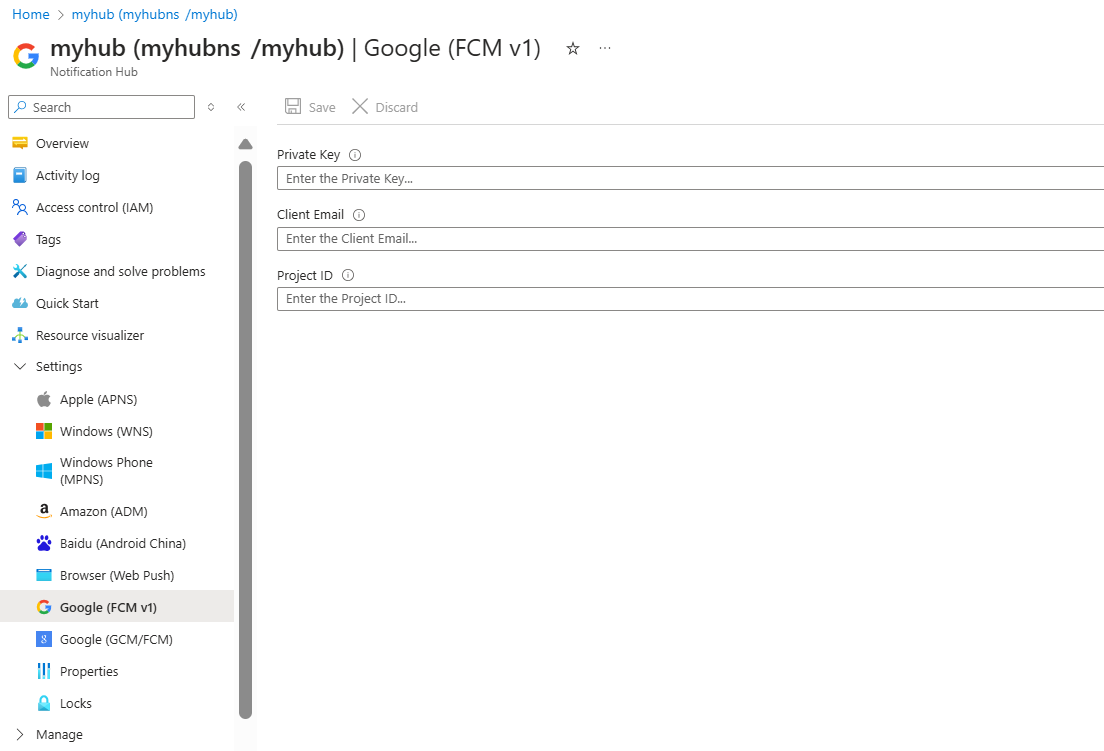 Home > myhub (myhubns /myhub)
myhub (myhubns /myhub) | Google (FCM v1)
Notification Hub
Search
Save
Discard
Overview
Activity log
Access control (IAM)
Tags
Diagnose and solve problems
Quick Start
Resource visualizer
Settings
Apple (APNS)
Windows (WNS)
Windows Phone
(MPNS)
Amazon (ADM)
Baidu (Android China)
Browser (Web Push)
Google (FCM v1)
Google (GCM/FCM)
Properties
Locks
Manage
Private Key
Enter the Private Key...
Client Email
Enter the Client Email...
Project ID
Enter the Project ID...